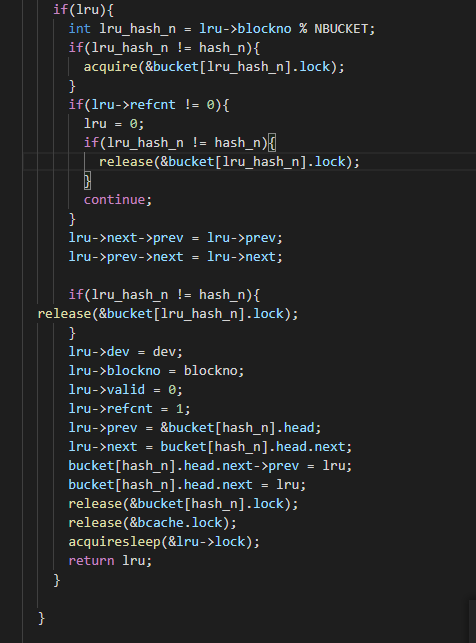 if(lru){
int lru_hash_n = lru->blockno % NBUCKET;
if(lru_hash_n != hash_n){
acquire(&bucket[lru_hash_n].lock);
}
if(lru->refcnt != 0){
lru = 0;
if(lru_hash_n != hash_n){
release(&bucket[lru_hash_n].lock);
}
continue;
}
lru->next->prev = lru->prev;
lru->prev->next = lru->next;
if(lru_hash_n != hash_n){
release(&bucket[lru_hash_n].lock);
}
lru->dev = dev;
lru->blockno = blockno;
lru->valid = 0;
lru->refcnt = 1;
lru->prev = &bucket[hash_n].head;
lru->next = bucket[hash_n].head.next;
bucket[hash_n].head.next->prev = lru;
bucket[hash_n].head.next = lru;
release(&bucket[hash_n].lock);
release(&bcache.lock);
acquiresleep(&lru->lock);
return lru;
}
}